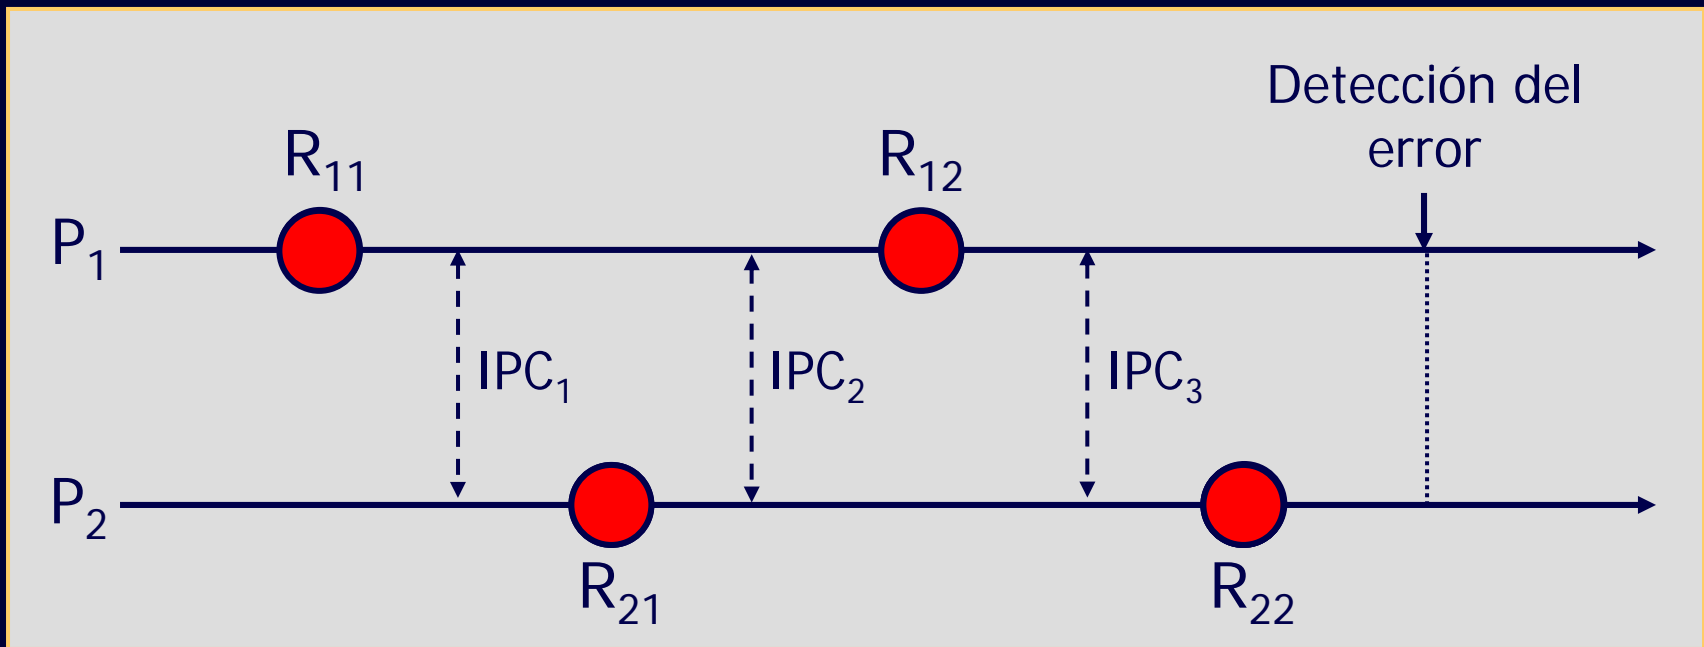 Detección del
error
R₁₁
R₁₂
P₁
IPC₁
IPC₂
IPC₃
P₂
R₂₁
R₂₂